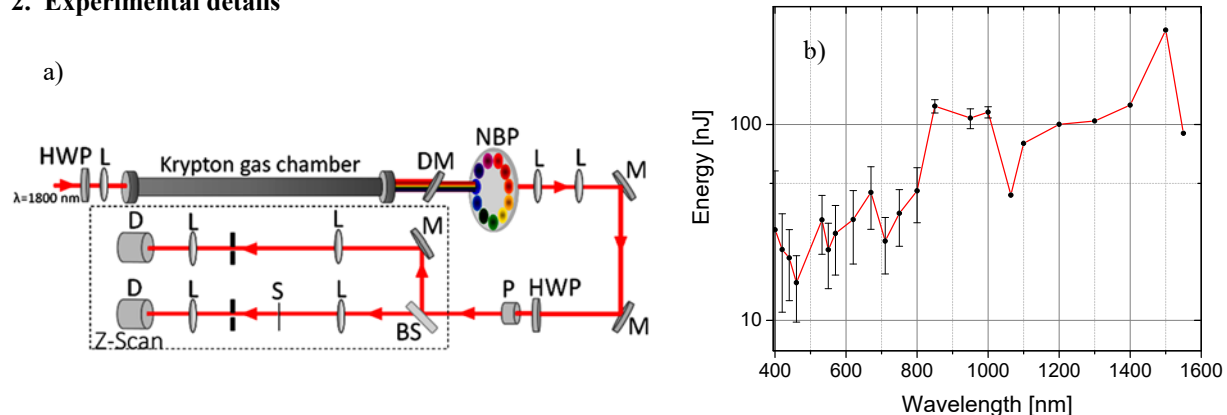 2. Experimental details
a)
HWP L Krypton gas chamber DM NBP L L M
λ=1800 nm
D L L M
D L S L BS P HWP M
Z-Scan
b)
Energy [nJ]
100
10
400 600 800 1000 1200 1400 1600
Wavelength [nm]